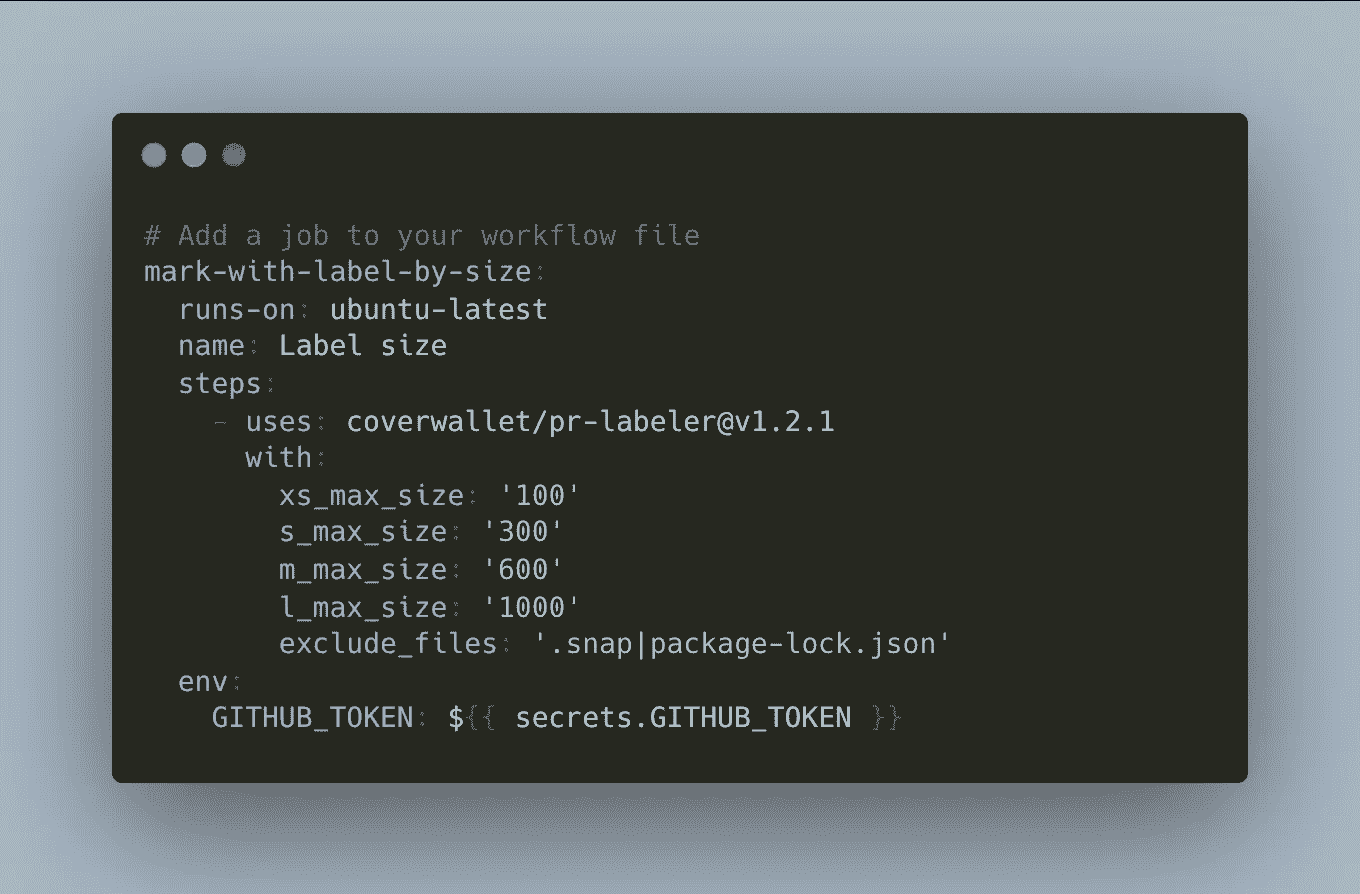 # Add a job to your workflow file
mark-with-label-by-size:
  runs-on: ubuntu-latest
  name: Label size
  steps:
    - uses: coverwallet/pr-labeler@v1.2.1
      with:
        xs_max_size: '100'
        s_max_size: '300'
        m_max_size: '600'
        l_max_size: '1000'
        exclude_files: '.snap|package-lock.json'
  env:
    GITHUB_TOKEN: ${{ secrets.GITHUB_TOKEN }}